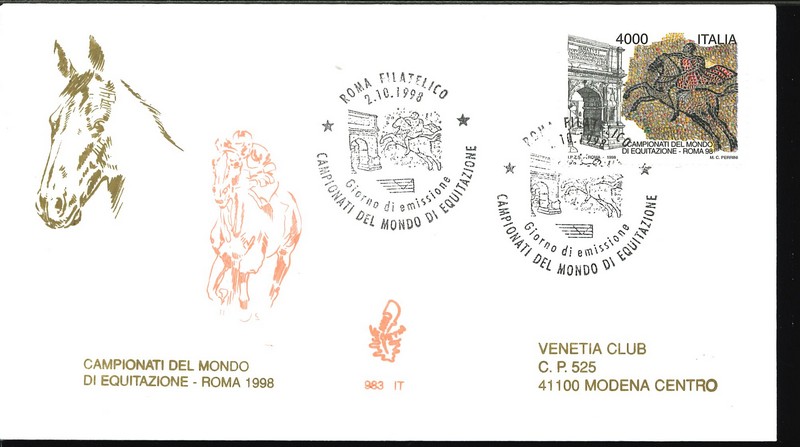 4000 ITALIA
CAMPIONATI DEL MONDO
DI EQUITAZIONE - ROMA 98
I.P.Z.S. - ROMA - 1998
M. C. PERRINI
ROMA FILATELICO
2.10.1998
Giorno di emissione
CAMPIONATI DEL MONDO DI EQUITAZIONE
ROMA FILATELICO
Giorno di emissione
CAMPIONATI DEL MONDO DI EQUITAZIONE
CAMPIONATI DEL MONDO
DI EQUITAZIONE - ROMA 1998
983 IT
VENETIA CLUB
C. P. 525
41100 MODENA CENTRO